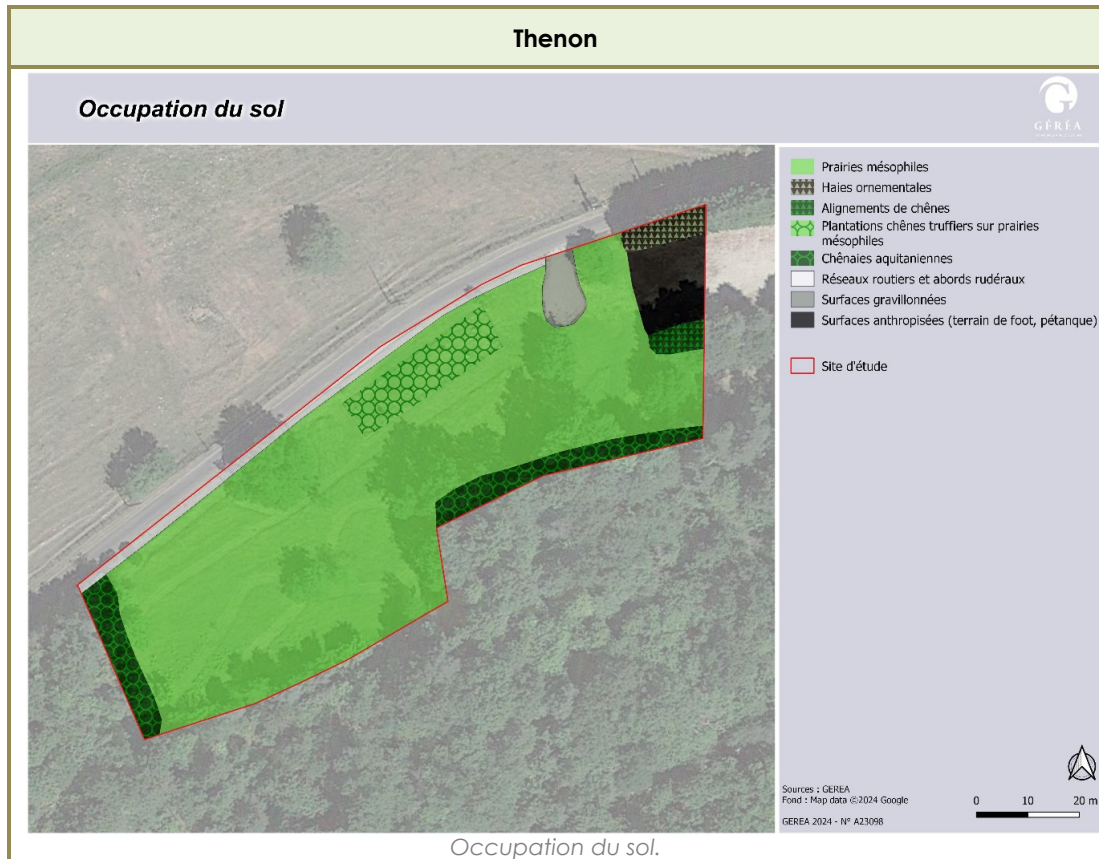 Thenon
Occupation du sol
GÉRÉA
Prairies mésophiles
Haies ornementales
Alignements de chênes
Plantations chênes truffiers sur prairies
mésophiles
Chênaies aquitaniennes
Réseaux routiers et abords rudéraux
Surfaces gravillonnées
Surfaces anthropisées (terrain de foot, pétanque)
Site d'étude
Sources : GEREA
Fond : Map data ©2024 Google
GEREA 2024 - N° A23098
0 10 20 m
Occupation du sol.